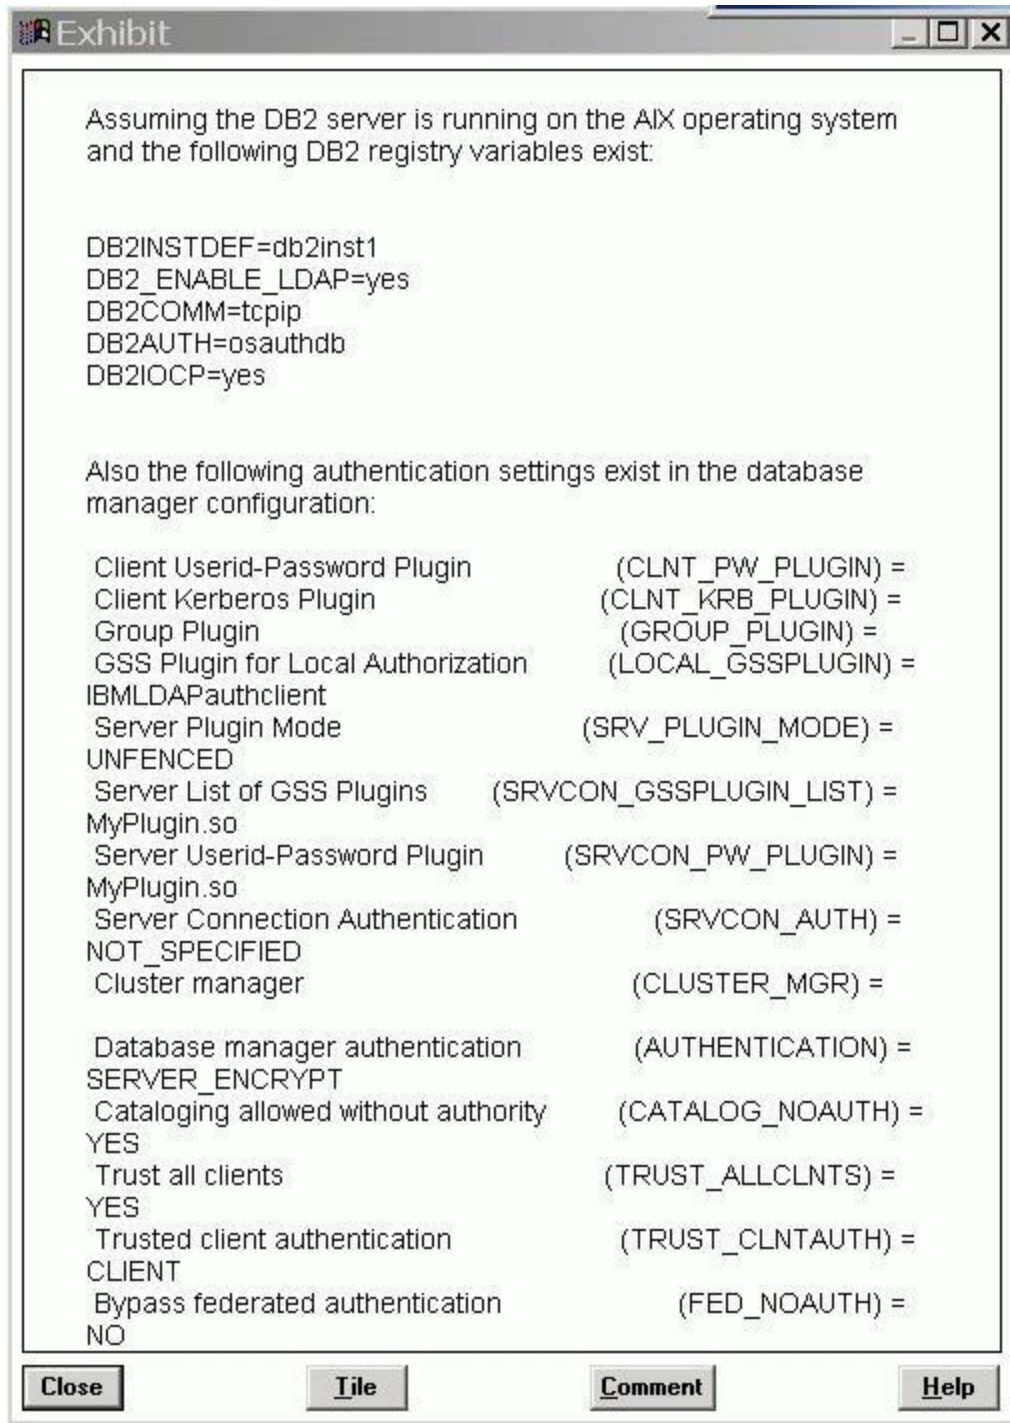 Exhibit
Assuming the DB2 server is running on the AIX operating system
and the following DB2 registry variables exist:
DB2INSTDEF=db2inst1
DB2_ENABLE_LDAP=yes
DB2COMM=tcpip
DB2AUTH=osauthdb
DB2IOCP=yes
Also the following authentication settings exist in the database
manager configuration:
Client Userid-Password Plugin (CLNT_PW_PLUGIN) =
Client Kerberos Plugin (CLNT_KRB_PLUGIN) =
Group Plugin (GROUP_PLUGIN) =
GSS Plugin for Local Authorization (LOCAL_GSSPLUGIN) =
IBMLDAPauthclient
Server Plugin Mode (SRV_PLUGIN_MODE) =
UNFENCED
Server List of GSS Plugins (SRVCON_GSSPLUGIN_LIST) =
MyPlugin.so
Server Userid-Password Plugin (SRVCON_PW_PLUGIN) =
MyPlugin.so
Server Connection Authentication (SRVCON_AUTH) =
NOT_SPECIFIED
Cluster manager (CLUSTER_MGR) =
Database manager authentication (AUTHENTICATION) =
SERVER_ENCRYPT
Cataloging allowed without authority (CATALOG_NOAUTH) =
YES
Trust all clients (TRUST_ALLCLNTS) =
YES
Trusted client authentication (TRUST_CLNTAUTH) =
CLIENT
Bypass federated authentication (FED_NOAUTH) =
NO
Close Tile Comment Help